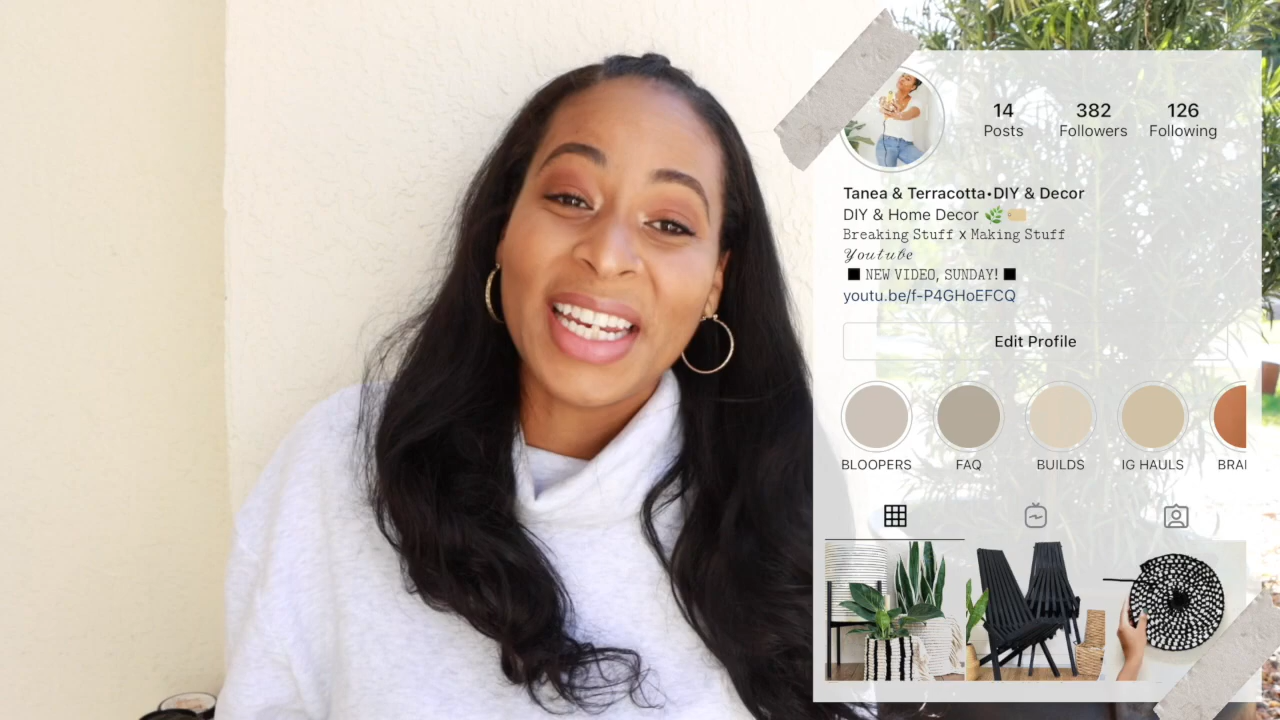 14 382 126
Posts Followers Following
Tanea & Terracotta•DIY & Decor
DIY & Home Decor 🌿
Breaking Stuff x Making Stuff
Youtube
■ NEW VIDEO, SUNDAY! ■
youtu.be/f-P4GHoEFCQ
Edit Profile
BLOOPERS FAQ BUILDS IG HAULS BRAI